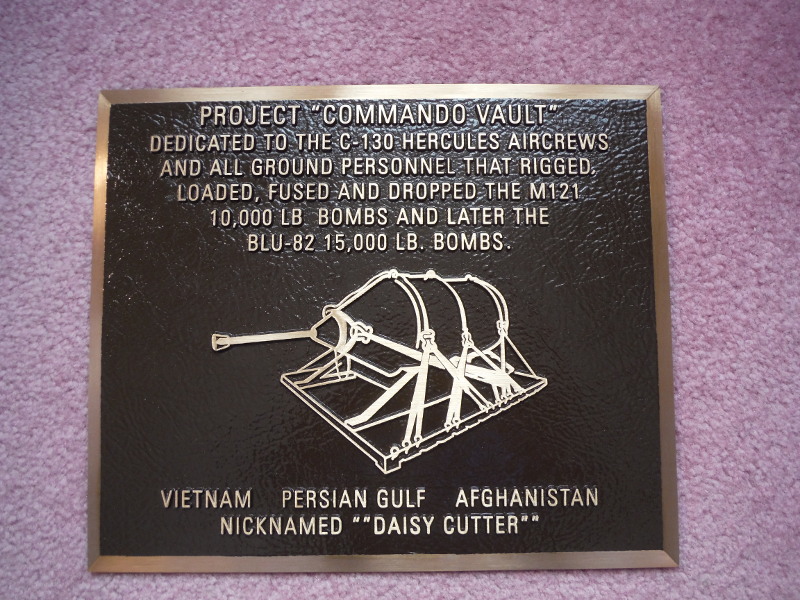 PROJECT "COMMANDO VAULT"
DEDICATED TO THE C-130 HERCULES AIRCREWS
AND ALL GROUND PERSONNEL THAT RIGGED,
LOADED, FUSED AND DROPPED THE M121
10,000 LB. BOMBS AND LATER THE
BLU-82 15,000 LB. BOMBS.
VIETNAM PERSIAN GULF AFGHANISTAN
NICKNAMED ""DAISY CUTTER""